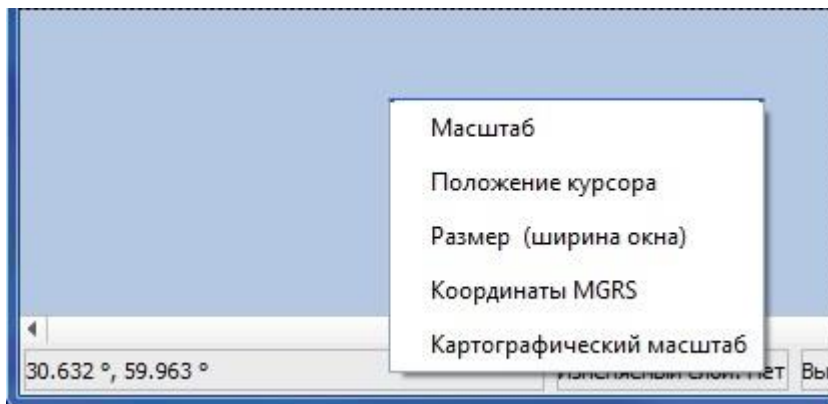 Масштаб
Положение курсора
Размер (ширина окна)
Координаты MGRS
Картографический масштаб
30.632 °, 59.963 °